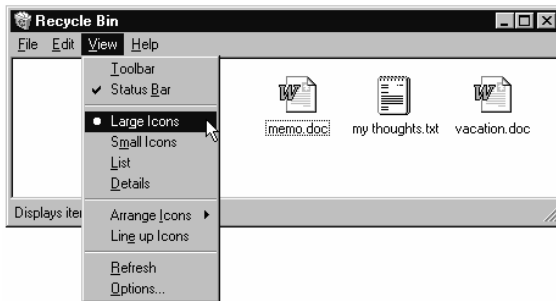 Recycle Bin
File Edit View Help
Toolbar
✓ Status Bar
• Large Icons
Small Icons
List
Details
Arrange Icons
Line up Icons
Refresh
Options...
memo.doc my thoughts.txt vacation.doc
Displays